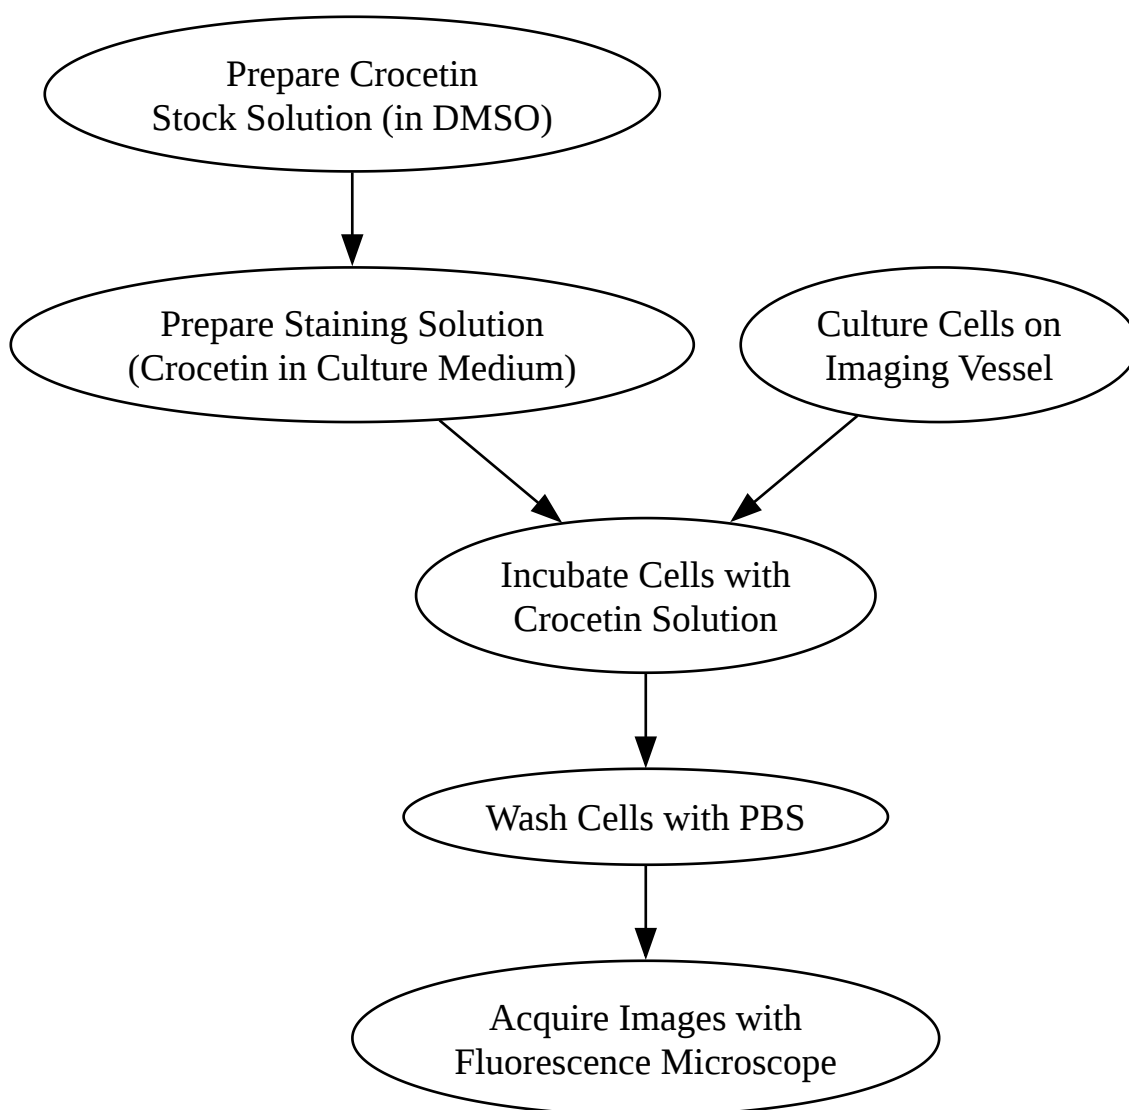 Prepare Crocetin
Stock Solution (in DMSO)
Prepare Staining Solution
(Crocetin in Culture Medium)
Culture Cells on
Imaging Vessel
Incubate Cells with
Crocetin Solution
Wash Cells with PBS
Acquire Images with
Fluorescence Microscope